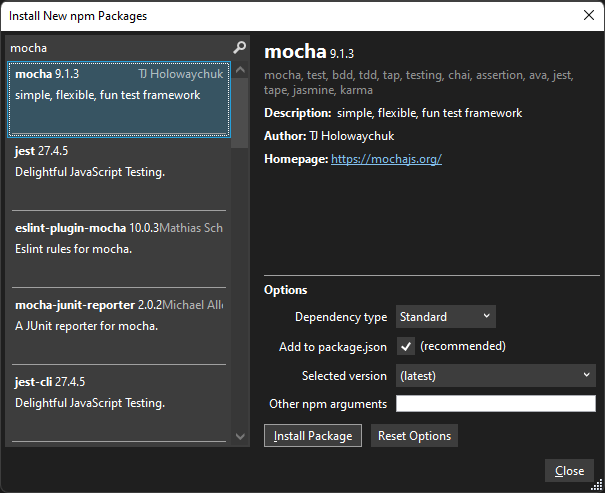 Install New npm Packages
mocha
mocha 9.1.3 TJ Holowaychuk
simple, flexible, fun test framework
jest 27.4.5
Delightful JavaScript Testing.
eslint-plugin-mocha 10.0.3 Mathias Sch
Eslint rules for mocha.
mocha-junit-reporter 2.0.2 Michael Alle
A JUnit reporter for mocha.
jest-cli 27.4.5
Delightful JavaScript Testing.
mocha 9.1.3
mocha, test, bdd, tdd, tap, testing, chai, assertion, ava, jest,
tape, jasmine, karma
Description: simple, flexible, fun test framework
Author: TJ Holowaychuk
Homepage: https://mochajs.org/
Options
Dependency type Standard
Add to package.json (recommended)
Selected version (latest)
Other npm arguments
Install Package Reset Options
Close